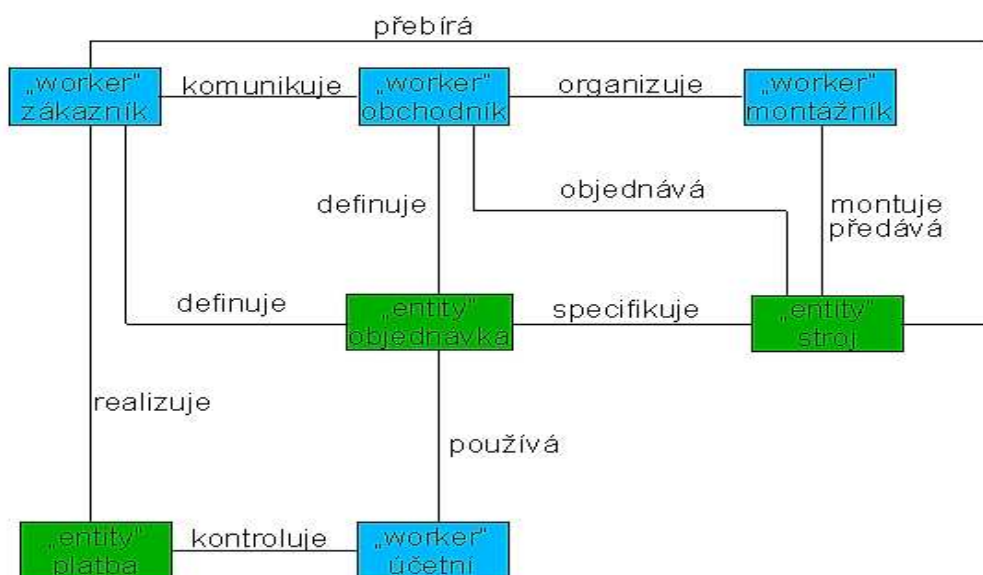 přebírá
„worker"
zákazník
komunikuje
„worker"
obchodník
organizuje
„worker"
montážník
definuje
objednává
montuje
předává
definuje
„entity"
objednávka
specifikuje
„entity"
stroj
realizuje
používá
„entity"
platba
kontroluje
„worker"
účetní